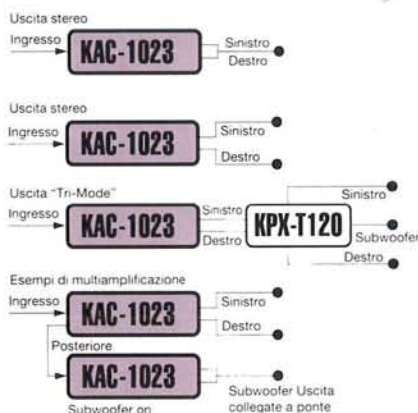 Uscita stereo
Ingresso
KAC-1023
Sinistro
Destro
Uscita stereo
Ingresso
KAC-1023
Sinistro
Destro
Uscita "Tri-Mode"
Ingresso
KAC-1023
Sinistro
Destro
KPX-T120
Sinistro
Subwoofer
Destro
Esempi di multiamplificazione
Ingresso
KAC-1023
Sinistro
Destro
Posteriore
KAC-1023
Subwoofer on
Subwoofer Uscita
collegate a ponte